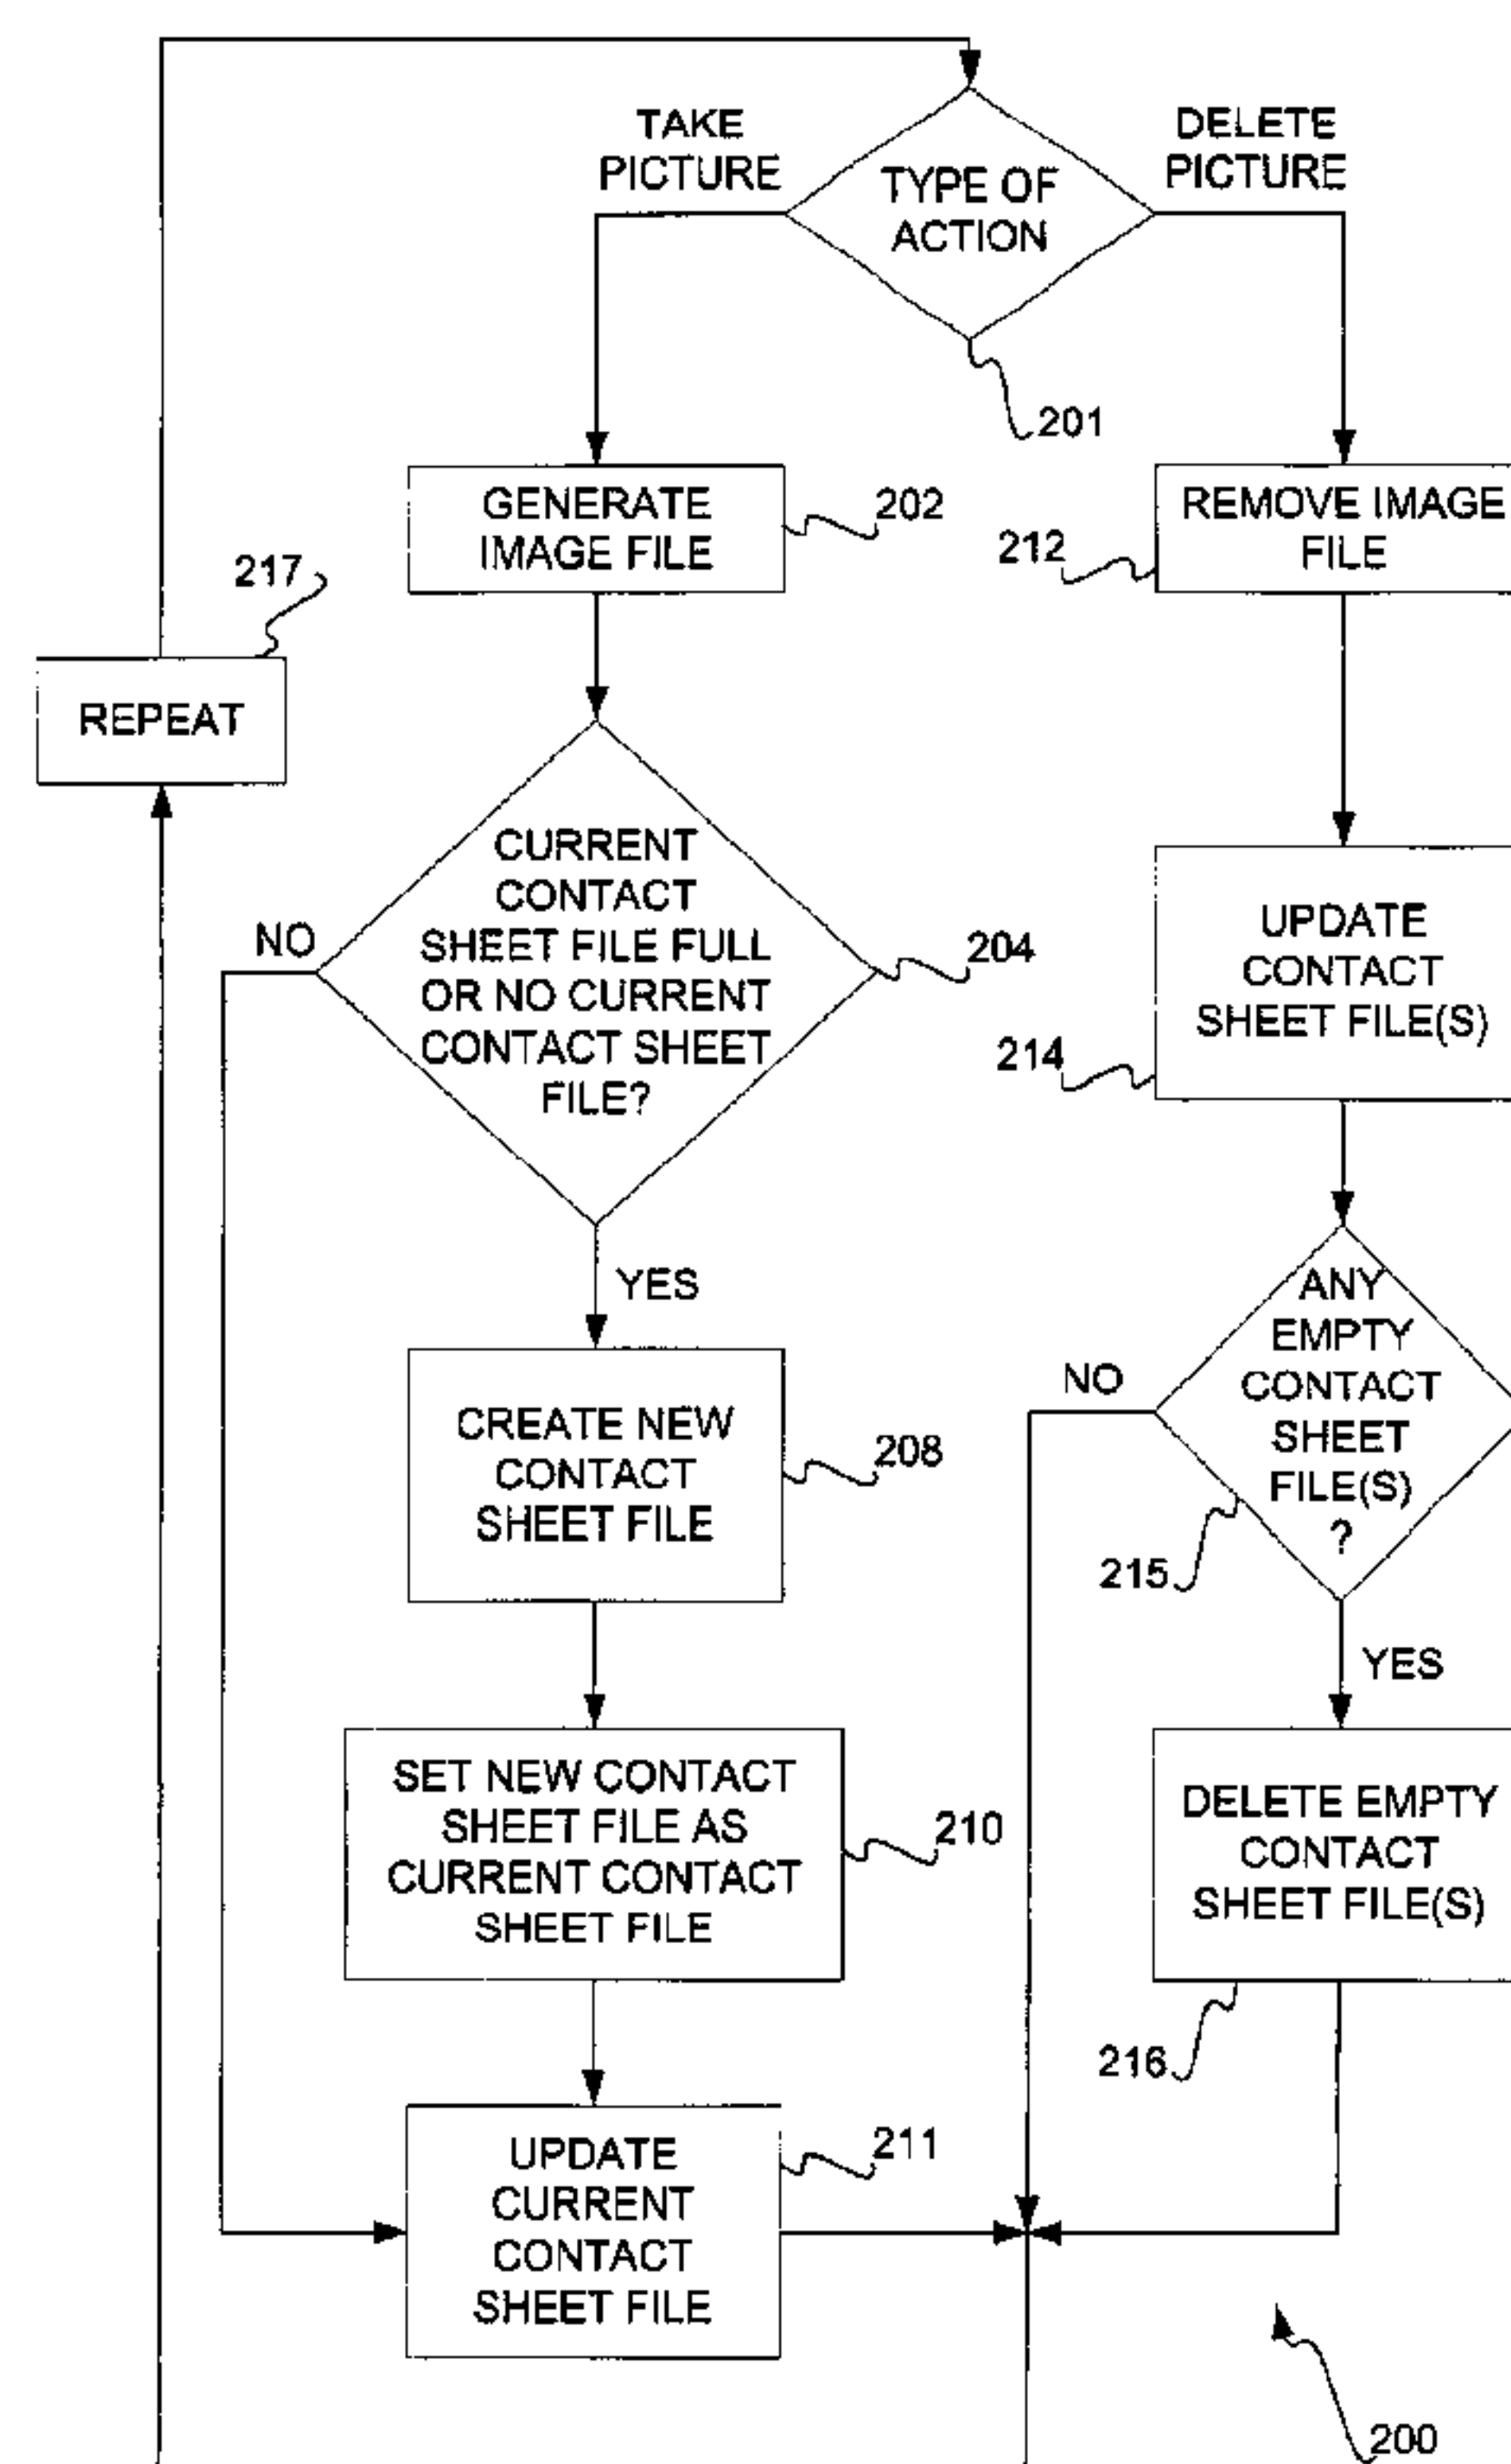 TAKE
PICTURE
TYPE OF
ACTION
DELETE
PICTURE
201
GENERATE
IMAGE FILE
202
212
REMOVE IMAGE
FILE
217
REPEAT
CURRENT
CONTACT
SHEET FILE FULL
OR NO CURRENT
CONTACT SHEET
FILE?
NO
204
UPDATE
CONTACT
SHEET FILE(S)
214
YES
ANY
EMPTY
CONTACT
SHEET
FILE(S)
?
NO
215
CREATE NEW
CONTACT
SHEET FILE
208
YES
SET NEW CONTACT
SHEET FILE AS
CURRENT CONTACT
SHEET FILE
210
DELETE EMPTY
CONTACT
SHEET FILE(S)
216
UPDATE
CURRENT
CONTACT
SHEET FILE
211
200